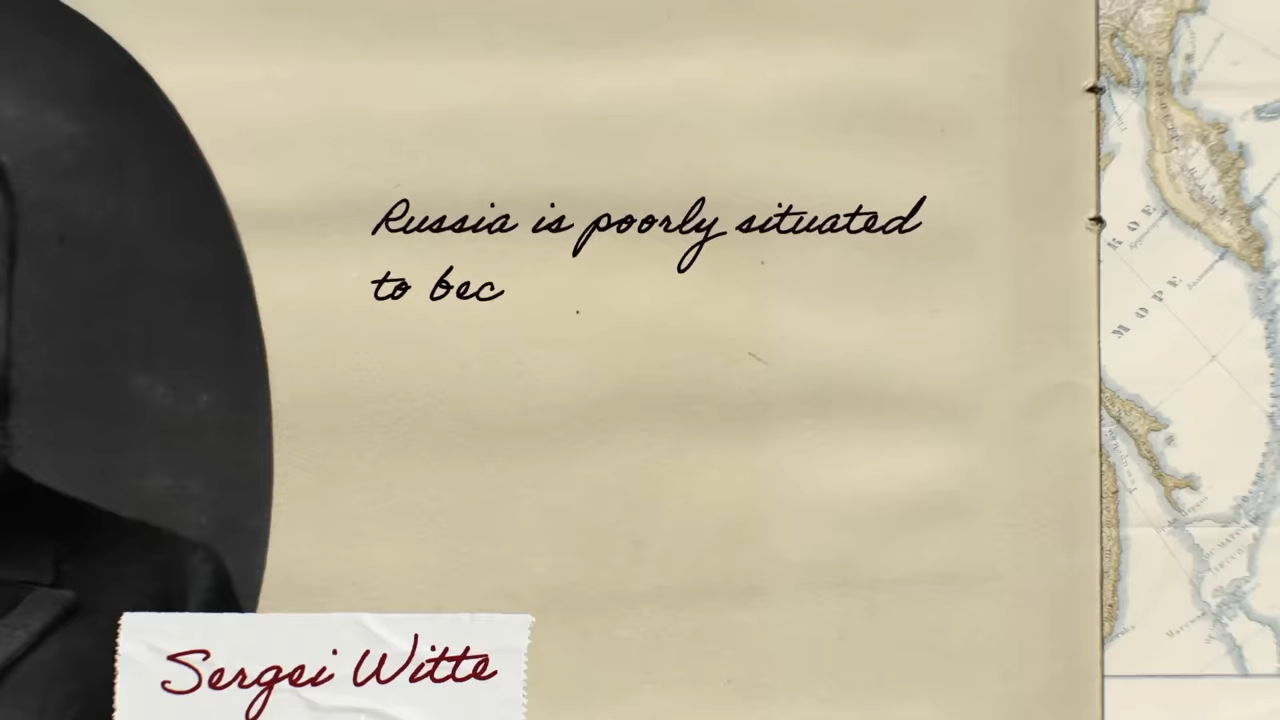 Russia is poorly situated
to bec
Sergei Witte
К О Е
М О Р Е